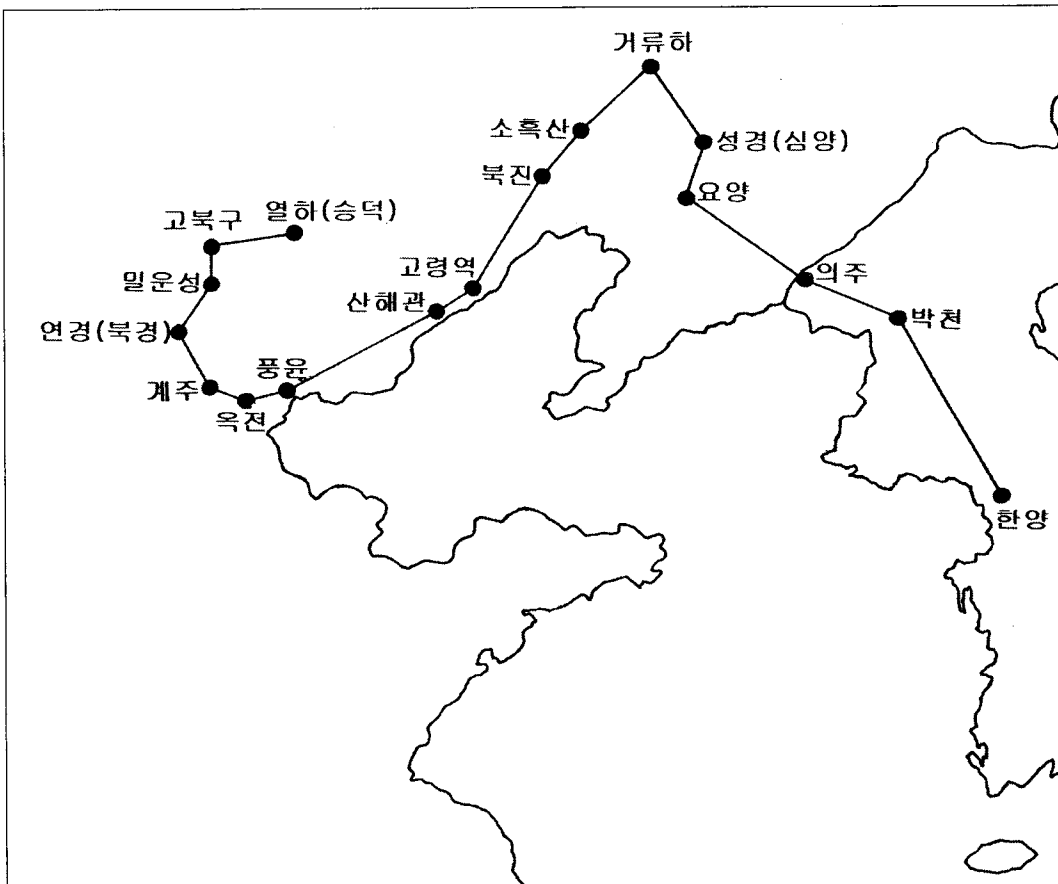 거류하
소흑산
성경(심양)
북진
요양
열하(승덕)
고북구
고령역
의주
밀운성
산해관
박천
연경(북경)
풍윤
계주
옥전
한양